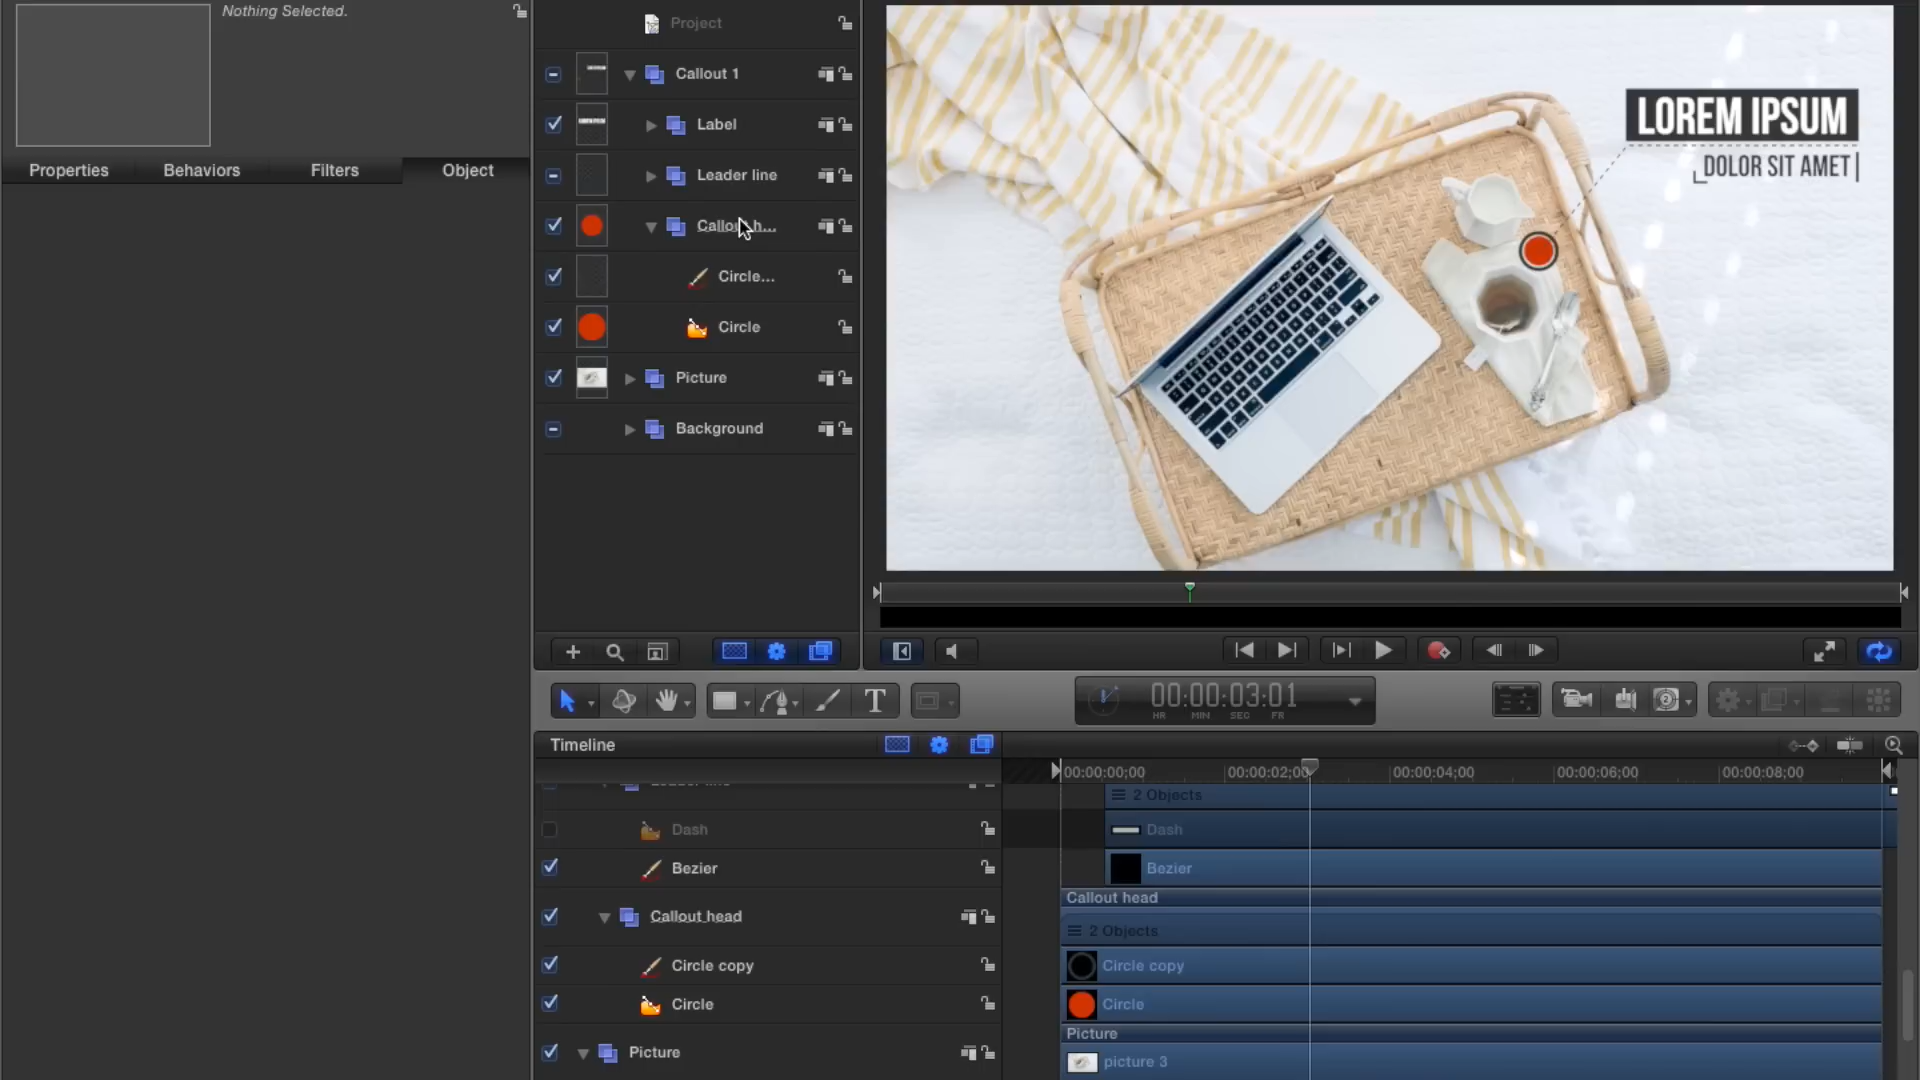 Nothing Selected.
Properties
Behaviors
Filters
Object
Project
Callout 1
Label
Leader line
Callout h...
Circle...
Circle
Picture
Background
LOREM IPSUM
DOLOR SIT AMET
00:00:03:01
HR MIN SEC FR
T
Timeline
00:00:00;00
00:00:02;00
00:00:04;00
00:00:06;00
00:00:08;00
Leader line
2 Objects
Dash
Dash
Bezier
Bezier
Callout head
Callout head
2 Objects
Circle copy
Circle copy
Circle
Circle
Picture
Picture
picture 3